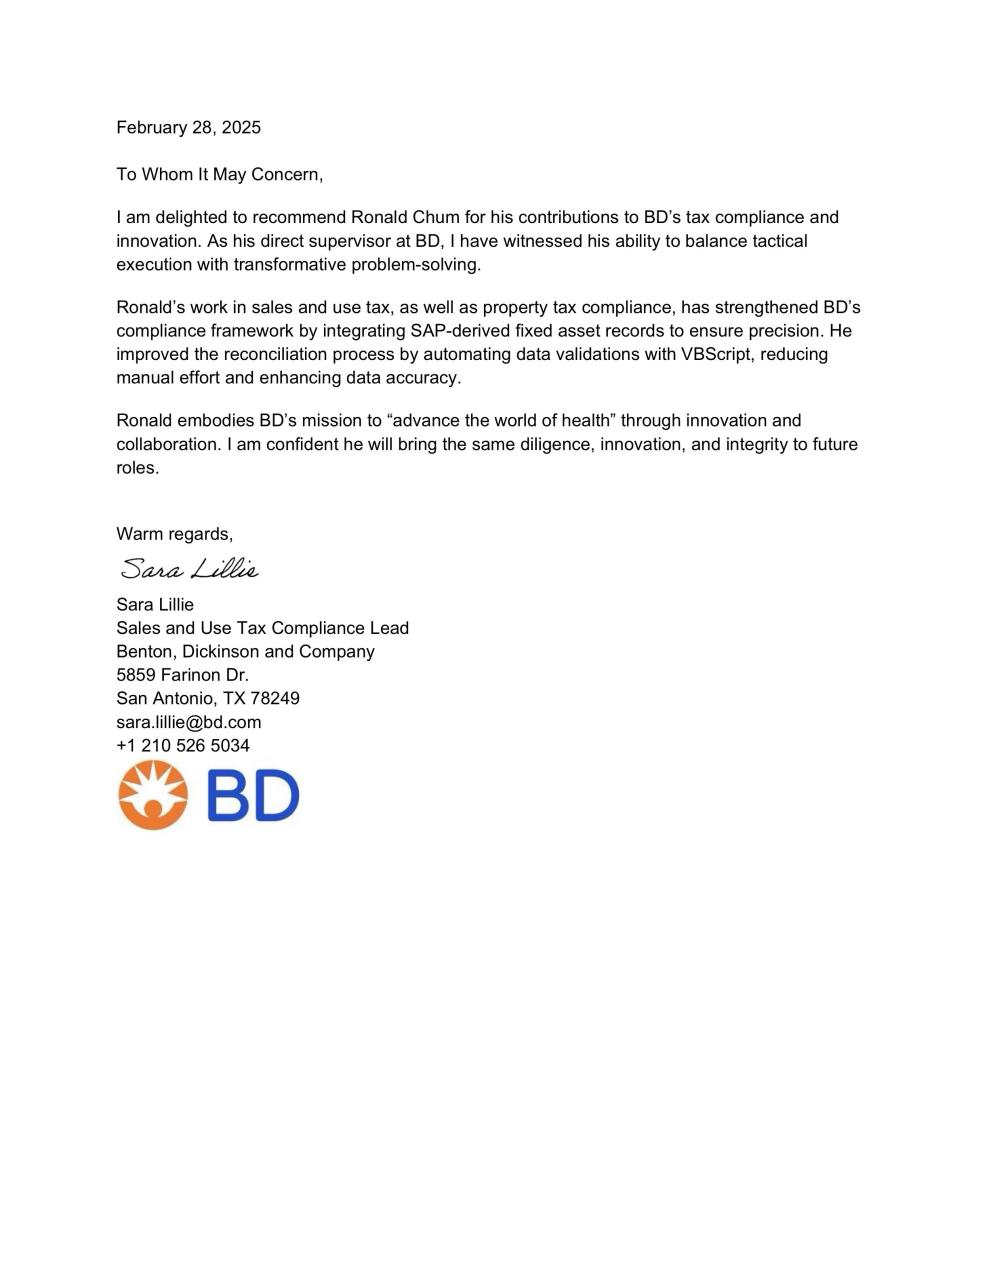 February 28, 2025
To Whom It May Concern,
I am delighted to recommend Ronald Chum for his contributions to BD’s tax compliance and
innovation. As his direct supervisor at BD, I have witnessed his ability to balance tactical
execution with transformative problem-solving.
Ronald’s work in sales and use tax, as well as property tax compliance, has strengthened BD’s
compliance framework by integrating SAP-derived fixed asset records to ensure precision. He
improved the reconciliation process by automating data validations with VBScript, reducing
manual effort and enhancing data accuracy.
Ronald embodies BD’s mission to “advance the world of health” through innovation and
collaboration. I am confident he will bring the same diligence, innovation, and integrity to future
roles.
Warm regards,
Sara Lillie
Sara Lillie
Sales and Use Tax Compliance Lead
Benton, Dickinson and Company
5859 Farinon Dr.
San Antonio, TX 78249
sara.lillie@bd.com
+1 210 526 5034
BD